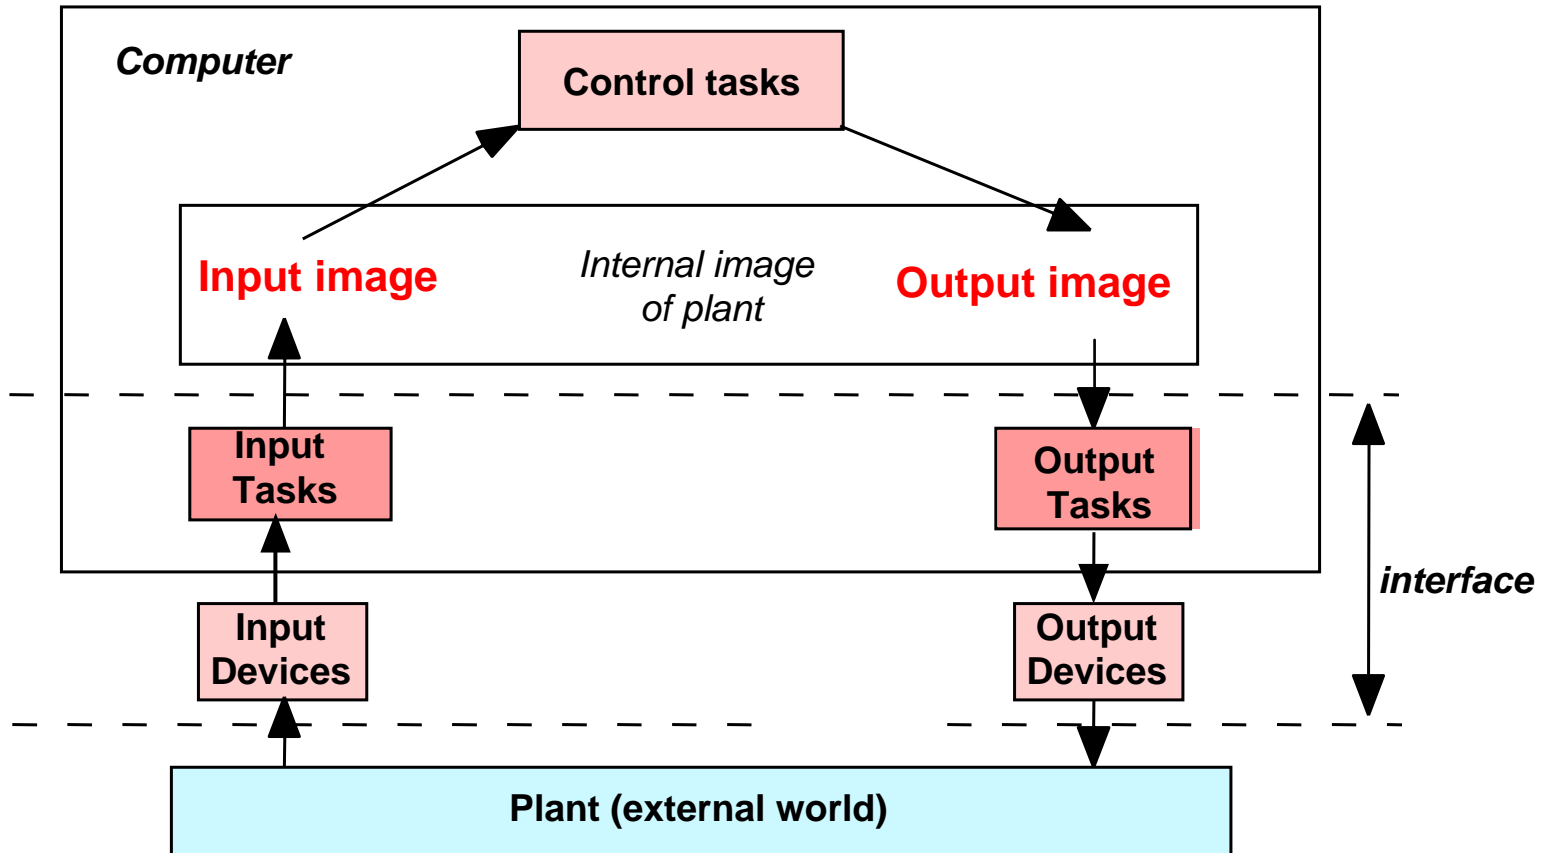 Computer
Control tasks
Input image
Internal image
of plant
Output image
Input
Tasks
Output
Tasks
interface
Input
Devices
Output
Devices
Plant (external world)